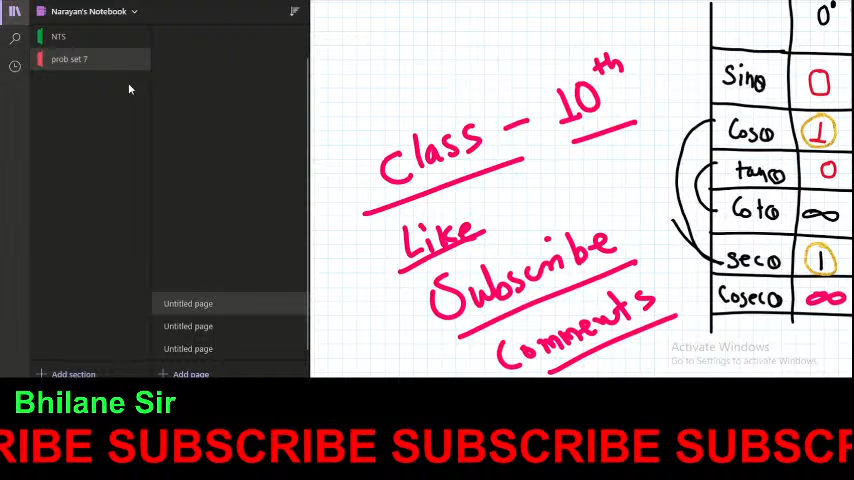 Narayan's Notebook
NTS
prob set 7
Untitled page
Untitled page
Untitled page
+ Add section
+ Add page
Class - 10th
Like
Subscribe
Comments
0°
Sinθ 0
Cosθ 1
tanθ 0
Cotθ ∞
secθ 1
Cosecθ ∞
Activate Windows
Go to Settings to activate Windows.
Bhilane Sir
RIBE SUBSCRIBE SUBSCRIBE SUBSCR